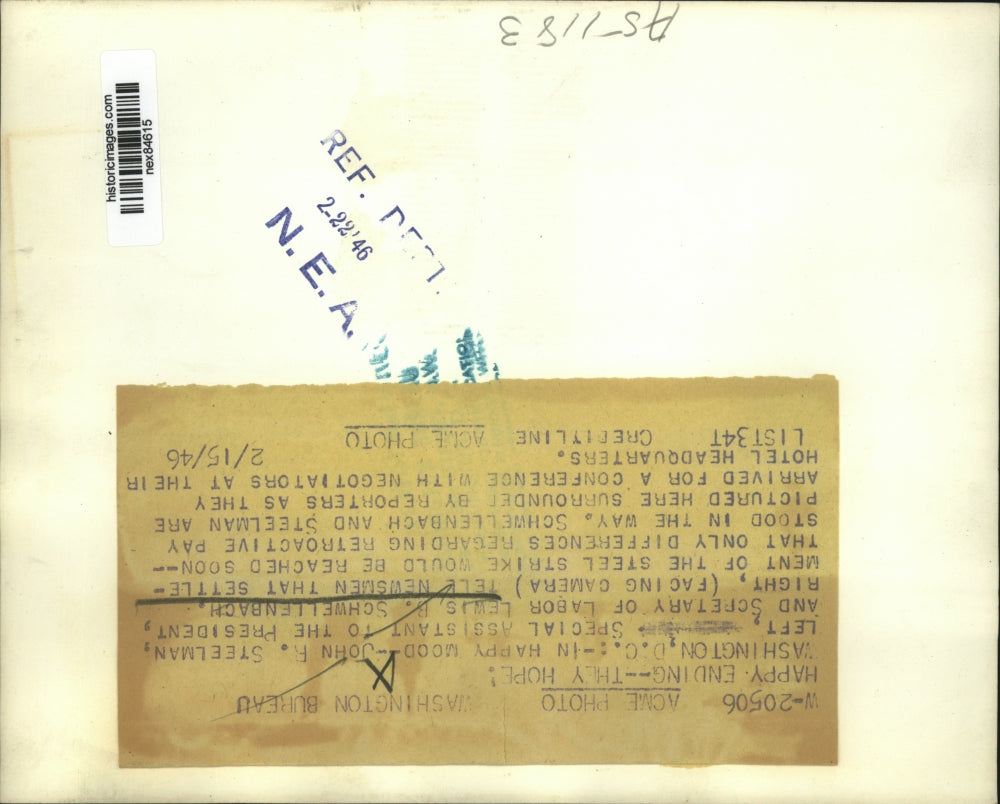 A5-1183
historicimages.com
nex84615
REF. DEPT.
2-22'46
N. E. A.
W-20506 ACME PHOTO WASHINGTON BUREAU
HAPPY ENDING--THEY HOPE!
WASHINGTON, D.C.:-IN HAPPY MOOD--JOHN R. STEELMAN,
LEFT, SPECIAL ASSISTANT TO THE PRESIDENT,
AND SCRETARY OF LABOR LEWIS B. SCHWELLENBACH,
RIGHT, (FACING CAMERA) TELL NEWSMEN THAT SETTLE-
MENT OF THE STEEL STRIKE WOULD BE REACHED SOON--
THAT ONLY DIFFERENCES REGARDING RETROACTIVE PAY
STOOD IN THE WAY. SCHWELLENBACH AND STEELMAN ARE
PICTURED HERE SURROUNDED BY REPORTERS AS THEY
ARRIVED FOR A CONFERENCE WITH NEGOTIATORS AT THEIR
HOTEL HEADQUARTERS.
LIST34T CREDITLINE ACME PHOTO 2/15/46